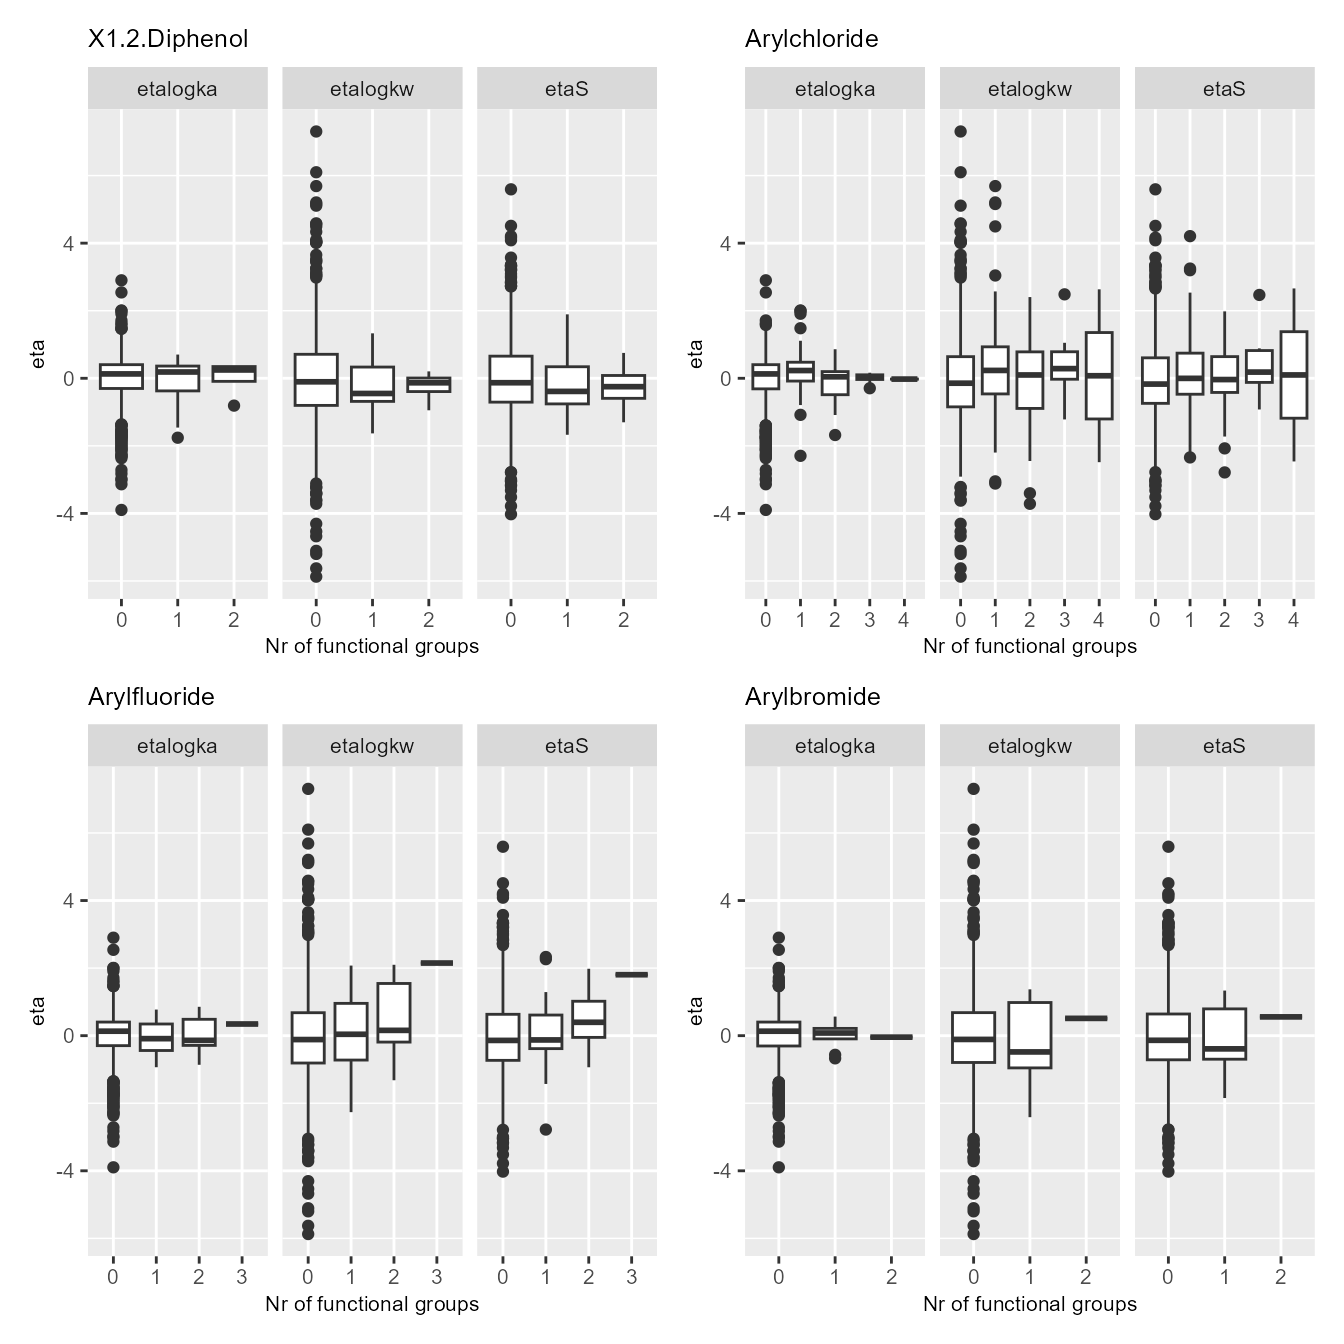 X1.2.Diphenol
etalogka etalogkw etaS
eta
4
0
-4
0 1 2 0 1 2 0 1 2
Nr of functional groups
Arylchloride
etalogka etalogkw etaS
eta
4
0
-4
0 1 2 3 4 0 1 2 3 4 0 1 2 3 4
Nr of functional groups
Arylfluoride
etalogka etalogkw etaS
eta
4
0
-4
0 1 2 3 0 1 2 3 0 1 2 3
Nr of functional groups
Arylbromide
etalogka etalogkw etaS
eta
4
0
-4
0 1 2 0 1 2 0 1 2
Nr of functional groups